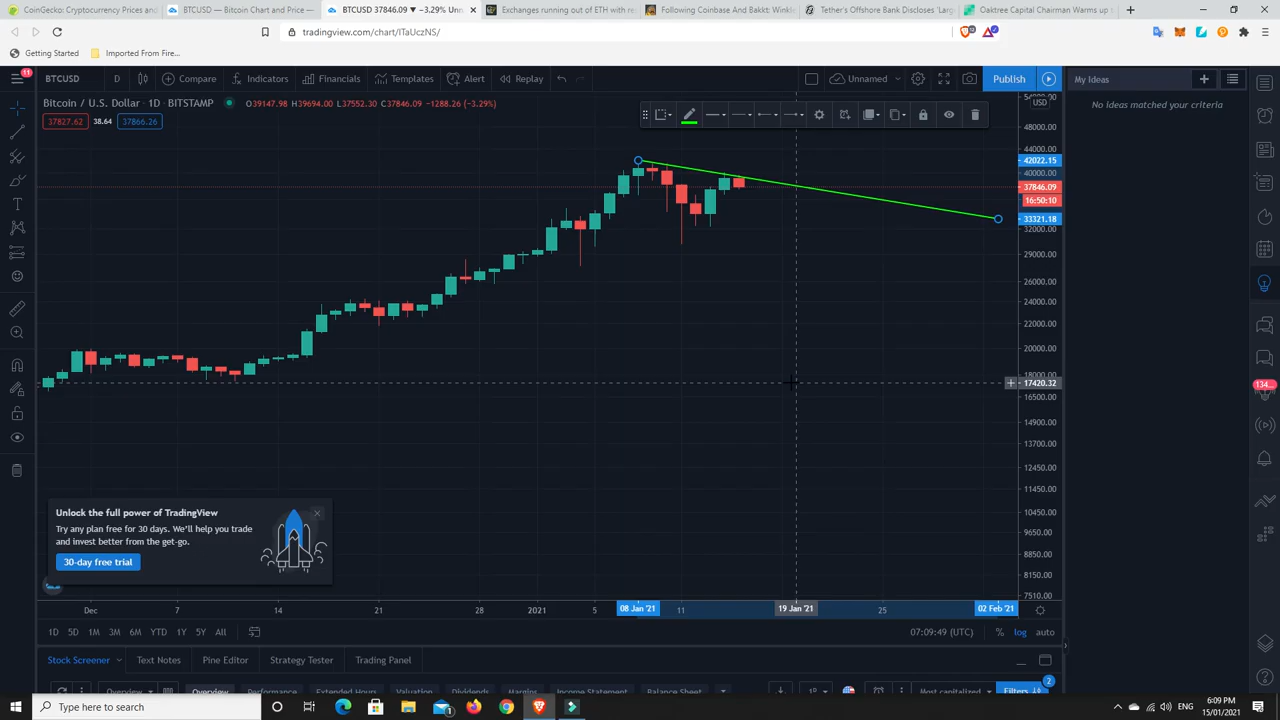 CoinGecko: Cryptocurrency Prices and
BTCUSD — Bitcoin Chart and Price —
BTCUSD 37846.09 ▼ −3.29% Unn
Exchanges running out of ETH with re
Following Coinbase And Bakkt: Winkle
Tether's Offshore Bank Discloses 'Larg
Oaktree Capital Chairman Warms up
tradingview.com/chart/ITaUczNS/
Getting Started
Imported From Fire...
11
BTCUSD
D
Compare
Indicators
Financials
Templates
Alert
Replay
Unnamed
Publish
My Ideas
Bitcoin / U.S. Dollar · 1D · BITSTAMP
O39147.98 H39694.00 L37552.30 C37846.09 −1288.26 (−3.29%)
37827.62
38.64
37866.26
USD
No ideas matched your criteria
54000.00
48000.00
44000.00
42022.15
40000.00
37846.09
16:50:10
33321.18
32000.00
29000.00
26000.00
24000.00
22000.00
20000.00
18000.00
17420.32
16500.00
14900.00
13700.00
12450.00
11450.00
10450.00
9650.00
8850.00
8150.00
7510.00
134
Unlock the full power of TradingView
Try any plan free for 30 days. We'll help you trade
and invest better from the get-go.
30-day free trial
Dec
7
14
21
28
2021
5
08 Jan '21
11
19 Jan '21
25
02 Feb '21
1D 5D 1M 3M 6M YTD 1Y 5Y All
07:09:49 (UTC)
%
log
auto
Stock Screener
Text Notes
Pine Editor
Strategy Tester
Trading Panel
Overview
Overview
Performance
Extended Hours
Valuation
Dividends
Margins
Income Statement
Balance Sheet
Most capitalized
Filters
2
Type here to search
1
ENG
6:09 PM
15/01/2021